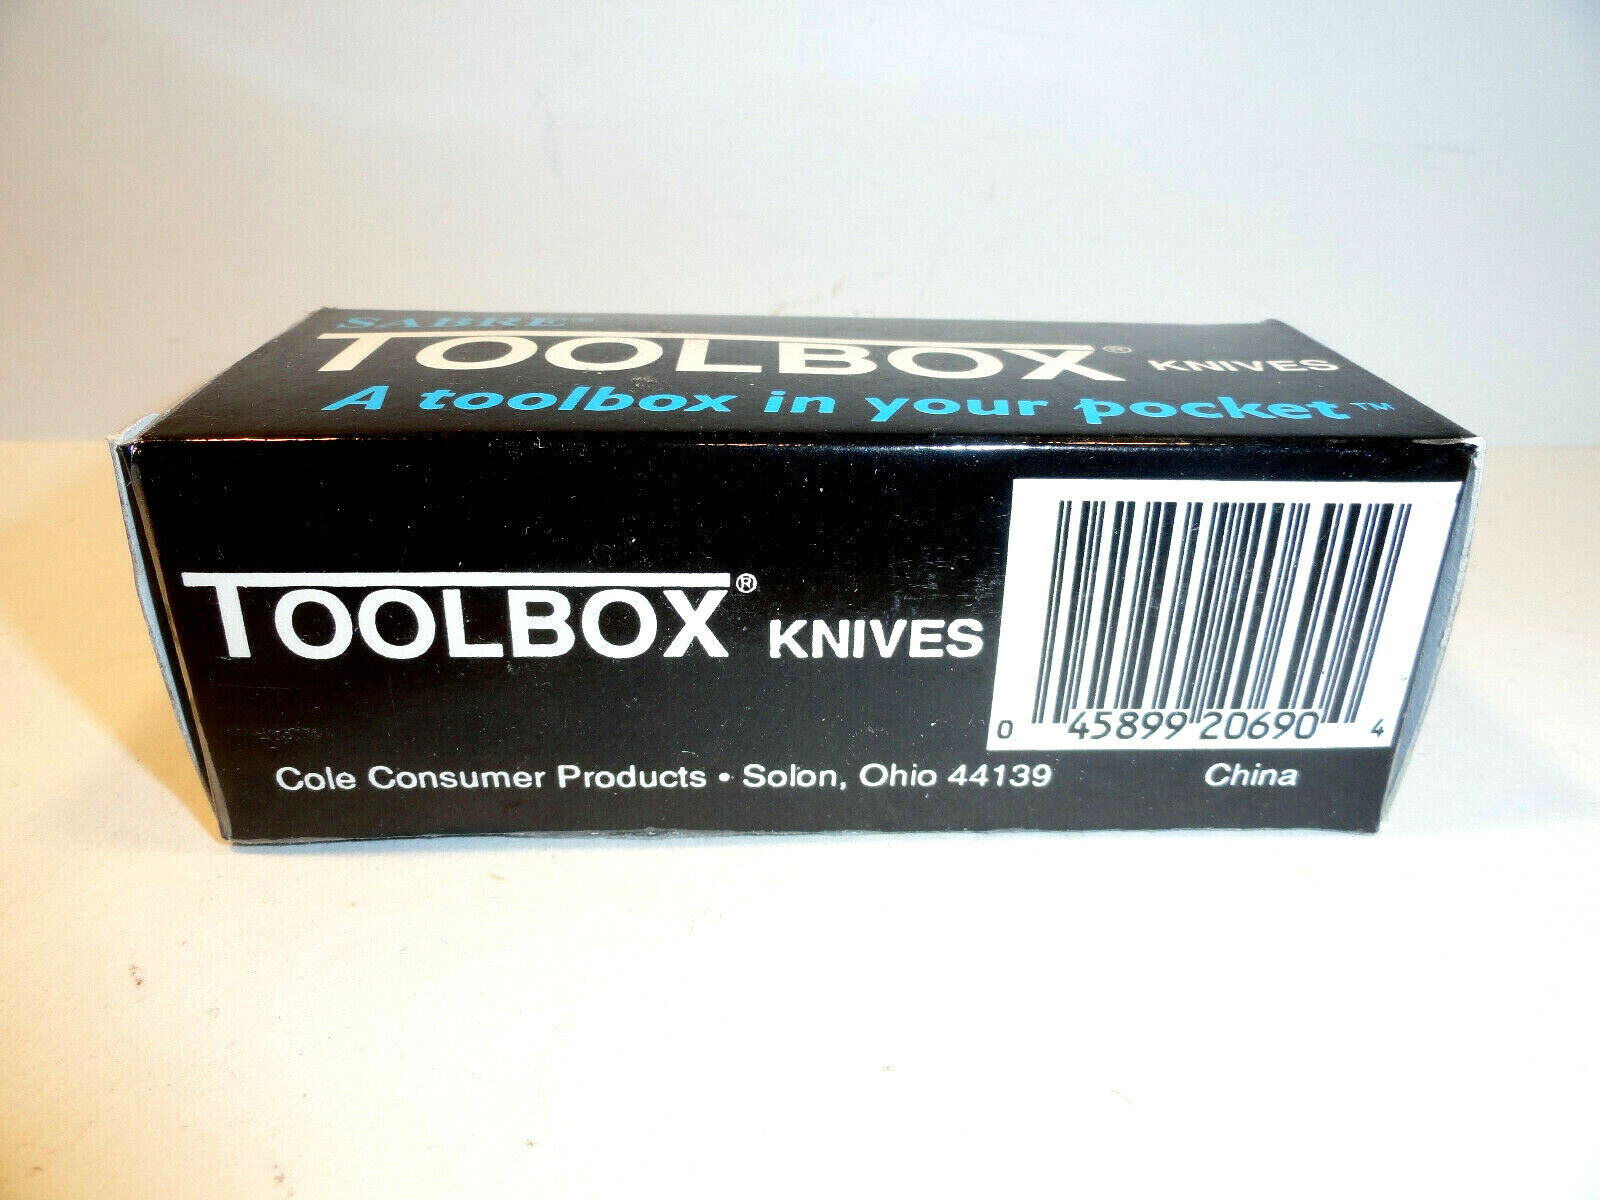 SABRE®
TOOLBOX® KNIVES
A toolbox in your pocket™
TOOLBOX® KNIVES
0 45899 20690 4
Cole Consumer Products • Solon, Ohio 44139 China